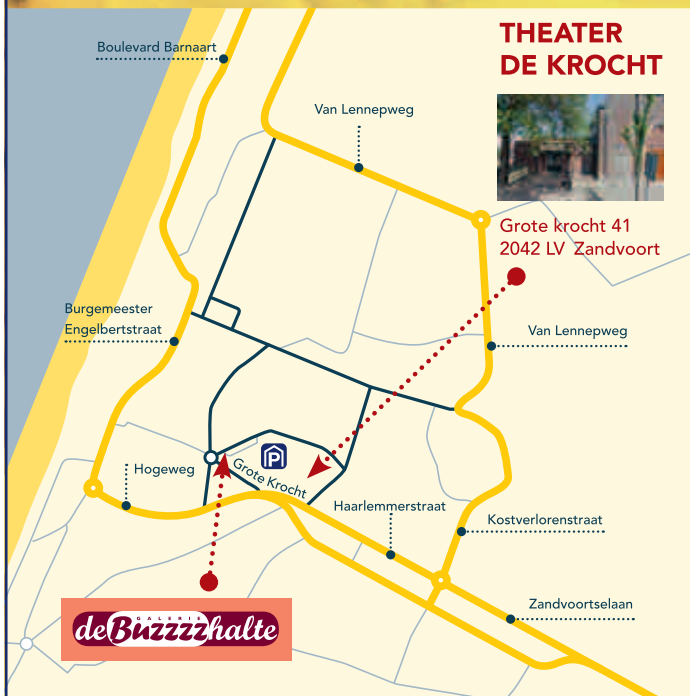 THEATER
DE KROCHT
Boulevard Barnaart
Van Lennepweg
Grote krocht 41
2042 LV Zandvoort
Burgemeester
Engelbertstraat
Van Lennepweg
P
Grote Krocht
Hogeweg
Haarlemmerstraat
Kostverlorenstraat
Zandvoortselaan
GALERIE
deBuzzzzhalte